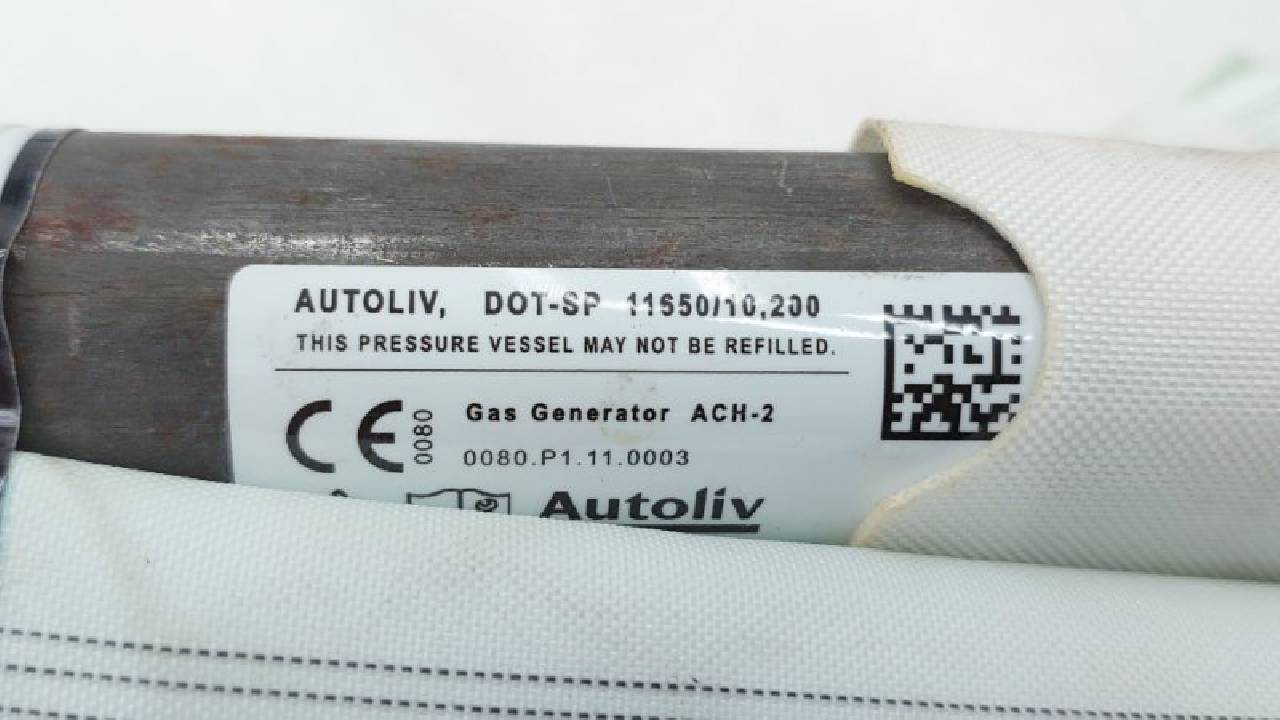 AUTOLIV, DOT-SP 11650/10,200
THIS PRESSURE VESSEL MAY NOT BE REFILLED.
CE 0080
Gas Generator ACH-2
0080.P1.11.0003
Autoliv